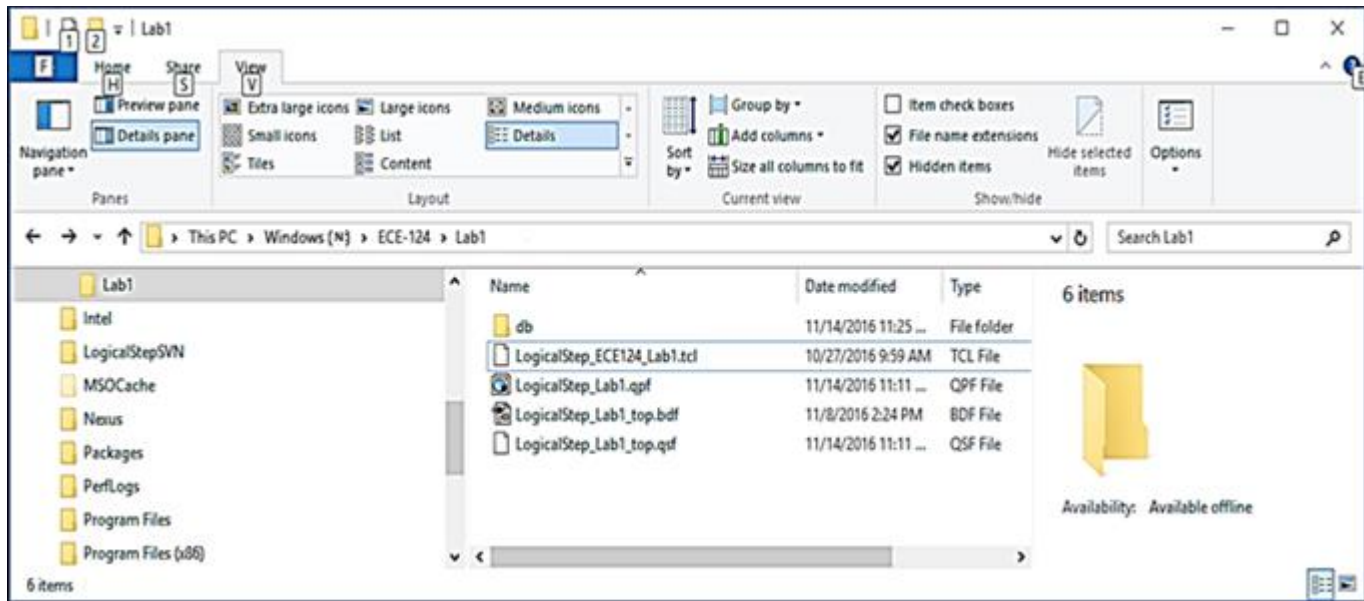 Lab1
1 2
F Home Share View
H S V E
Navigation pane
Preview pane
Details pane
Panes
Extra large icons Large icons Medium icons
Small icons List Details
Tiles Content
Layout
Sort by
Group by
Add columns
Size all columns to fit
Current view
Item check boxes
File name extensions
Hidden items
Hide selected items
Show/hide
Options
This PC > Windows (N) > ECE-124 > Lab1
Search Lab1
Lab1
Intel
LogicalStepSVN
MSOCache
Nexus
Packages
PerfLogs
Program Files
Program Files (x86)
Name Date modified Type
db 11/14/2016 11:25 ... File folder
LogicalStep_ECE124_Lab1.tcl 10/27/2016 9:59 AM TCL File
LogicalStep_Lab1.qpf 11/14/2016 11:11 ... QPF File
LogicalStep_Lab1_top.bdf 11/8/2016 2:24 PM BDF File
LogicalStep_Lab1_top.qsf 11/14/2016 11:11 ... QSF File
6 items
Availability: Available offline
6 items